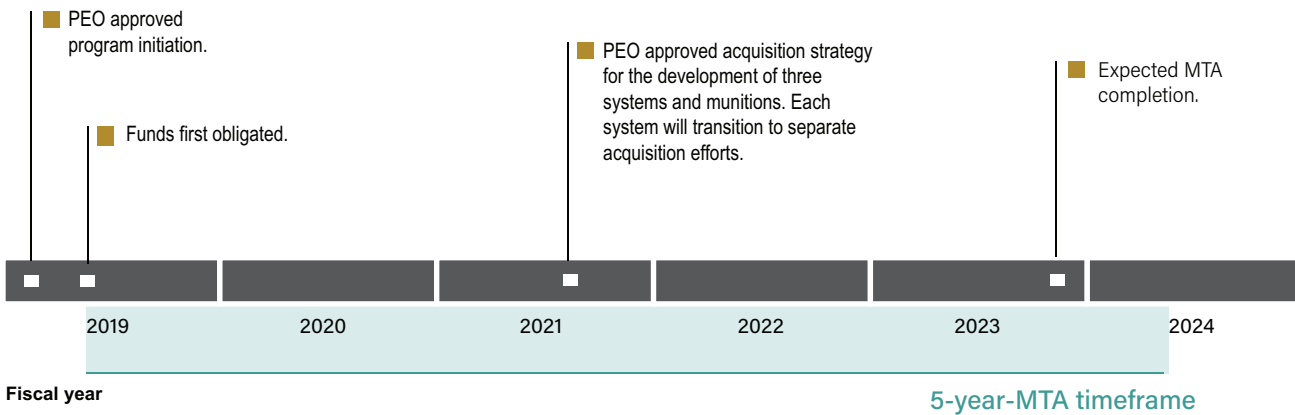 PEO approved
program initiation.
Funds first obligated.
PEO approved acquisition strategy
for the development of three
systems and munitions. Each
system will transition to separate
acquisition efforts.
Expected MTA
completion.
2019 2020 2021 2022 2023 2024
Fiscal year
5-year-MTA timeframe